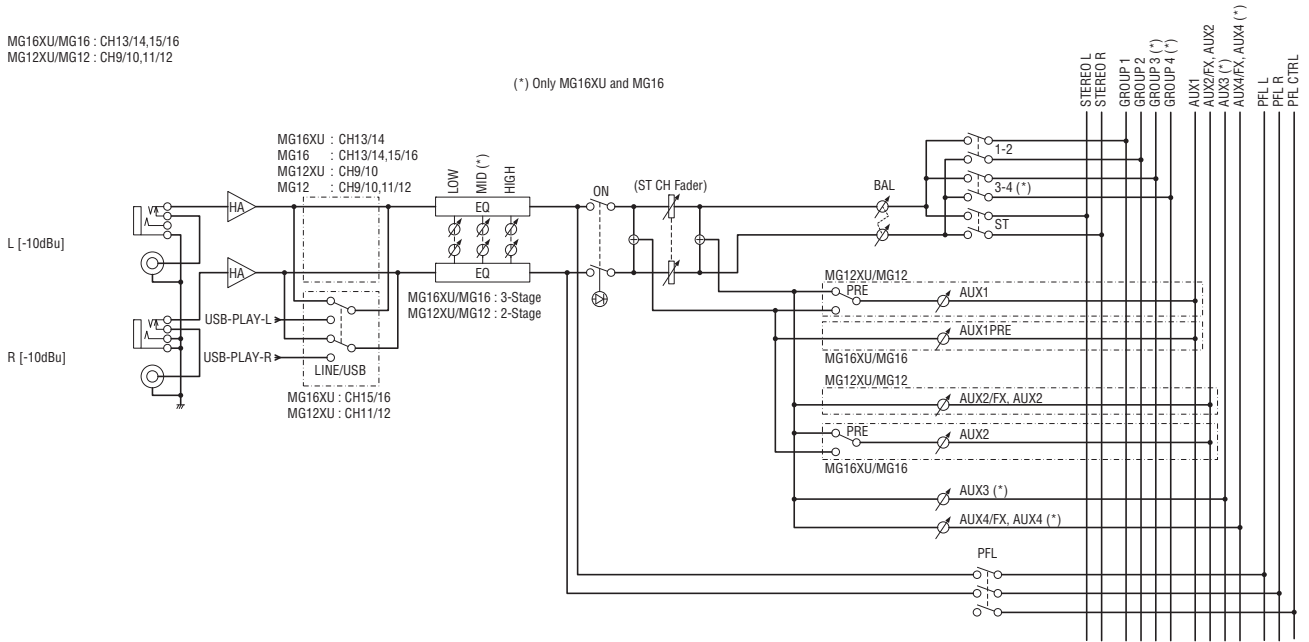 MG16XU/MG16 : CH13/14,15/16
MG12XU/MG12 : CH9/10,11/12
(*) Only MG16XU and MG16
STEREO L
STEREO R
GROUP 1
GROUP 2
GROUP 3 (*)
GROUP 4 (*)
AUX1
AUX2/FX, AUX2
AUX3 (*)
AUX4/FX, AUX4 (*)
PFL L
PFL R
PFL CTRL
MG16XU : CH13/14
MG16 : CH13/14,15/16
MG12XU : CH9/10
MG12 : CH9/10,11/12
LOW
MID (*)
HIGH
ON
(ST CH Fader)
BAL
1-2
3-4 (*)
ST
HA
EQ
L [-10dBu]
HA
EQ
MG16XU/MG16 : 3-Stage
MG12XU/MG12 : 2-Stage
USB-PLAY-L
USB-PLAY-R
LINE/USB
R [-10dBu]
MG16XU : CH15/16
MG12XU : CH11/12
MG12XU/MG12
PRE
AUX1
AUX1PRE
MG16XU/MG16
MG12XU/MG12
AUX2/FX, AUX2
PRE
AUX2
MG16XU/MG16
AUX3 (*)
AUX4/FX, AUX4 (*)
PFL